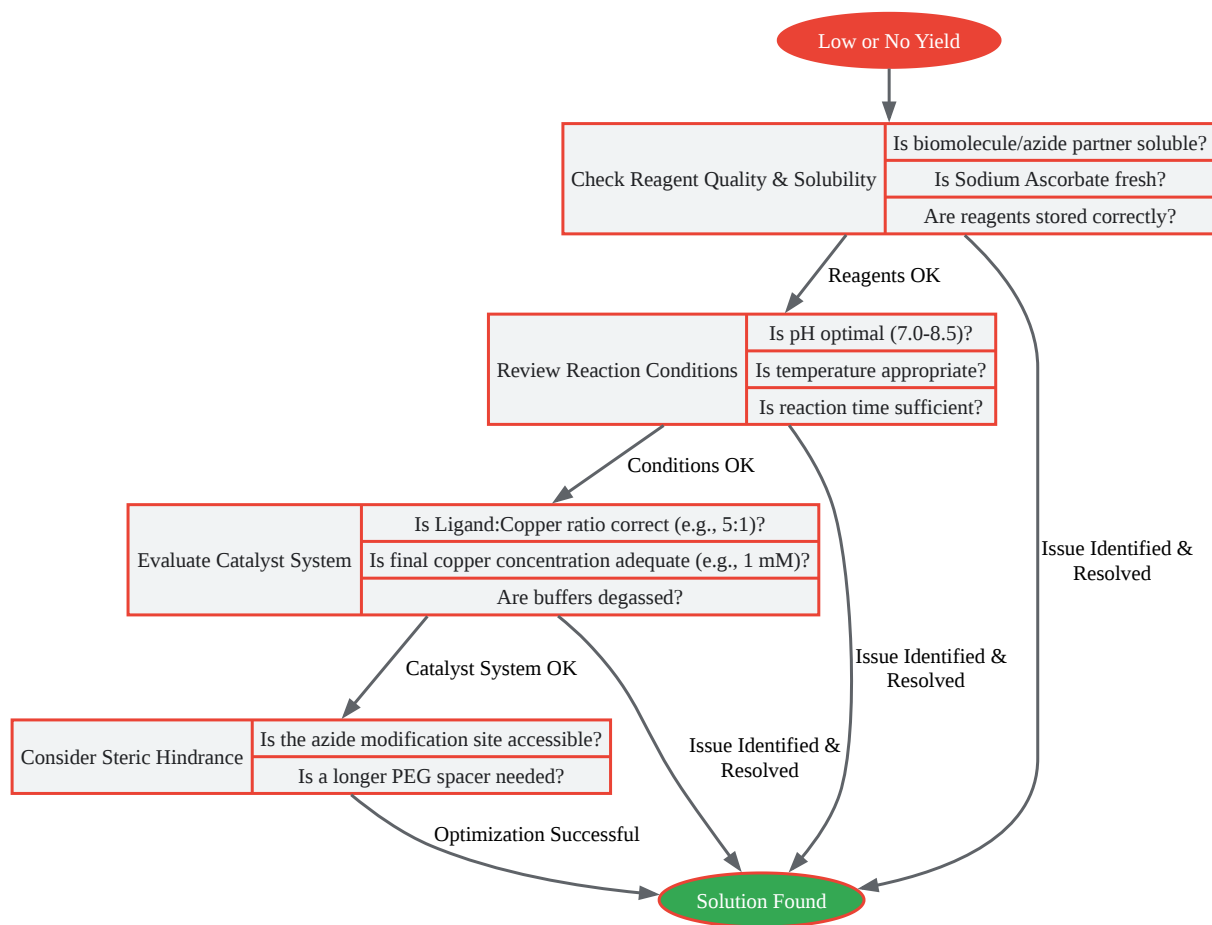 Low or No Yield
Check Reagent Quality & Solubility
Is biomolecule/azide partner soluble?
Is Sodium Ascorbate fresh?
Are reagents stored correctly?
Reagents OK
Review Reaction Conditions
Is pH optimal (7.0-8.5)?
Is temperature appropriate?
Is reaction time sufficient?
Conditions OK
Evaluate Catalyst System
Is Ligand:Copper ratio correct (e.g., 5:1)?
Is final copper concentration adequate (e.g., 1 mM)?
Are buffers degassed?
Issue Identified &
Resolved
Catalyst System OK
Issue Identified &
Resolved
Consider Steric Hindrance
Is the azide modification site accessible?
Is a longer PEG spacer needed?
Issue Identified &
Resolved
Optimization Successful
Solution Found